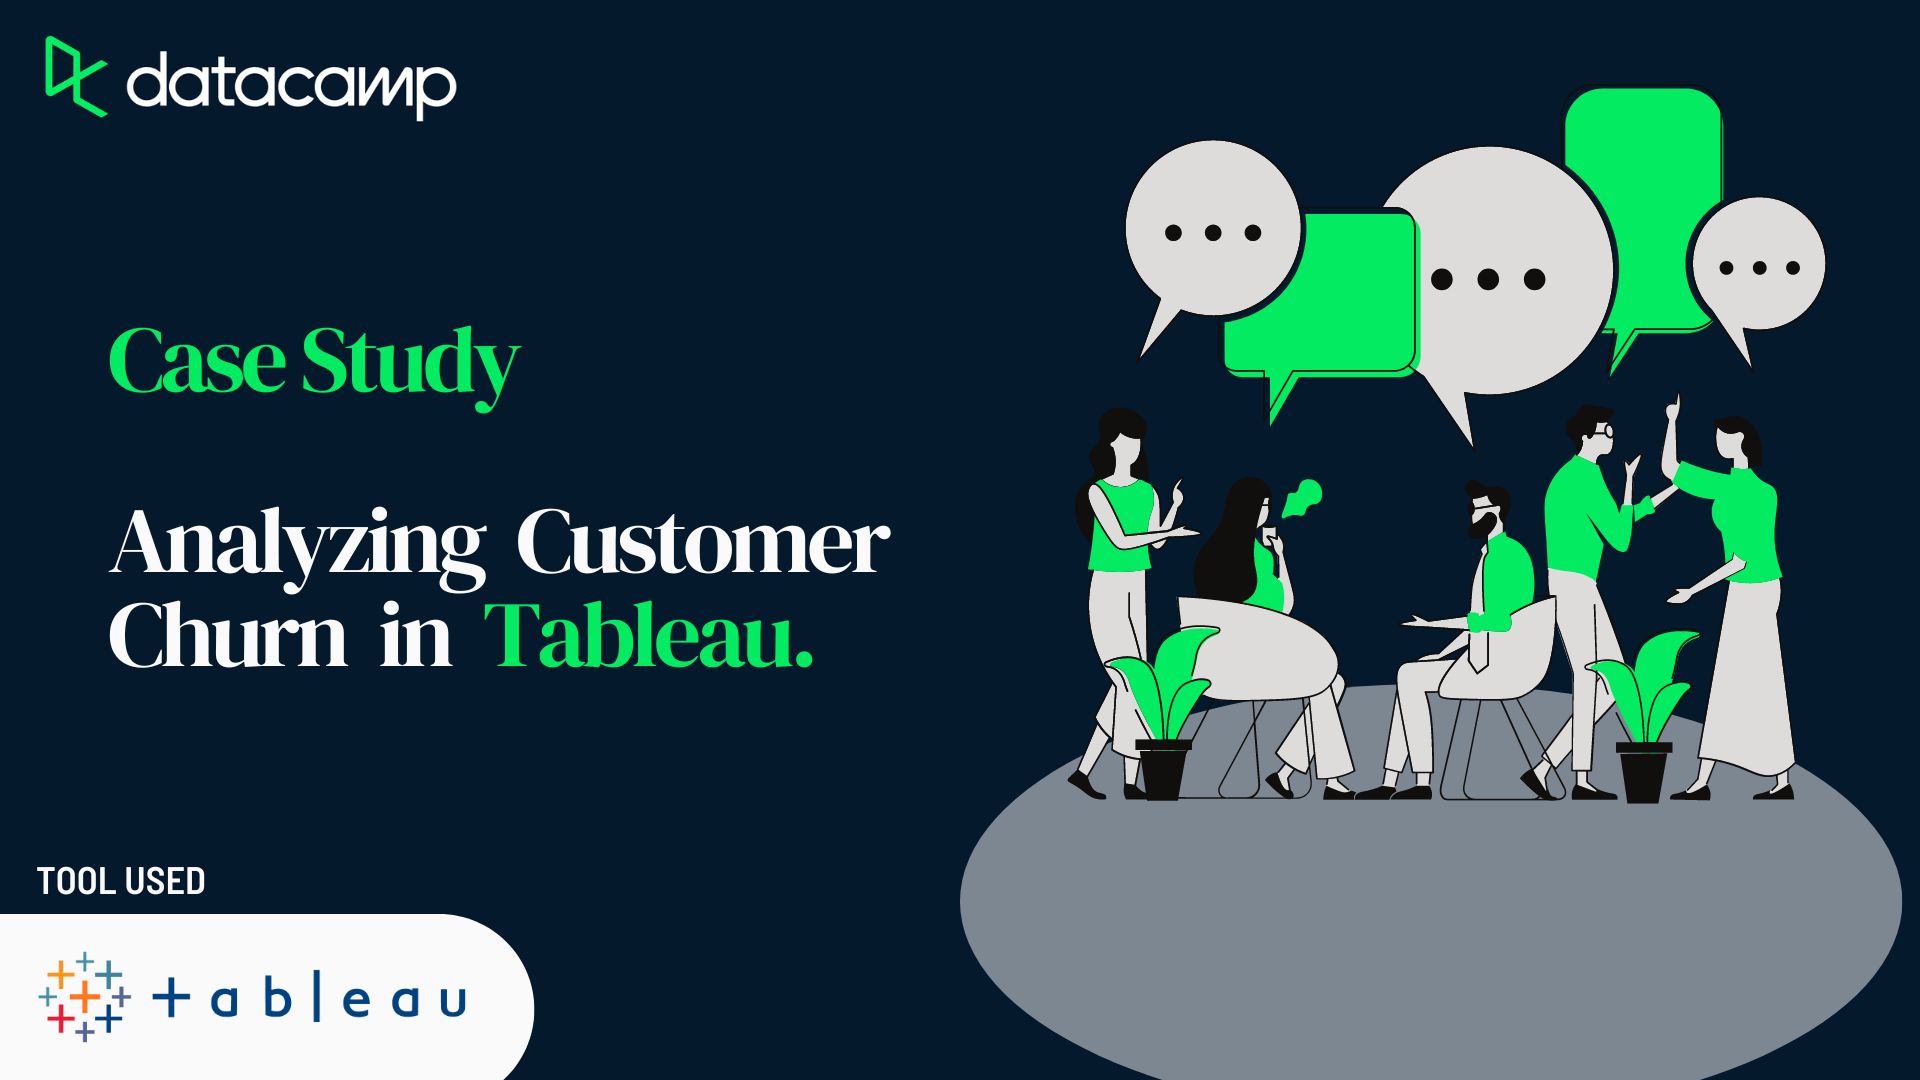 datacamp
Case Study
Analyzing Customer
Churn in Tableau.
TOOL USED
+ a b l e a u